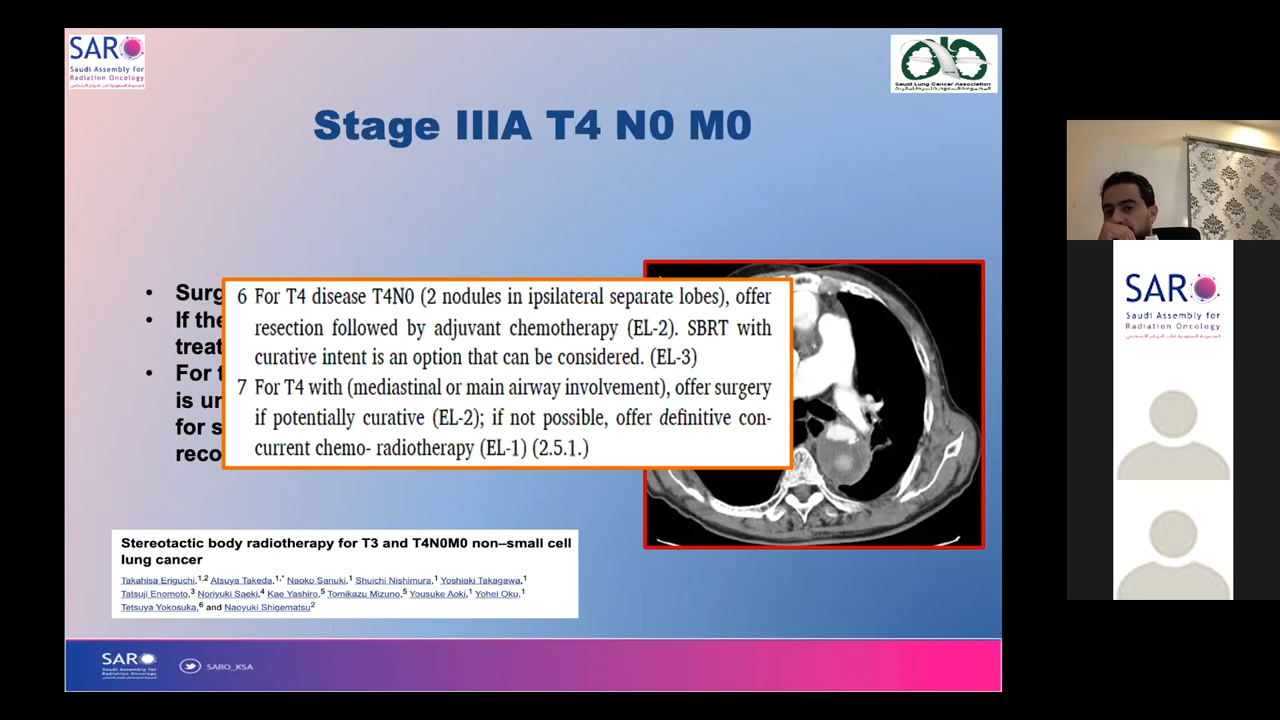 SARO
Saudi Assembly for
Radiation Oncology
Saudi Lung Cancer Association
Stage IIIA T4 N0 M0
• Surg
• If the
treat
• For t
is ur
for s
reco
6 For T4 disease T4N0 (2 nodules in ipsilateral separate lobes), offer
resection followed by adjuvant chemotherapy (EL-2). SBRT with
curative intent is an option that can be considered. (EL-3)
7 For T4 with (mediastinal or main airway involvement), offer surgery
if potentially curative (EL-2); if not possible, offer definitive con-
current chemo- radiotherapy (EL-1) (2.5.1.)
Stereotactic body radiotherapy for T3 and T4N0M0 non–small cell
lung cancer
Takahisa Eriguchi,1,2 Atsuya Takeda,1,* Naoko Sanuki,1 Shuichi Nishimura,1 Yoshiaki Takagawa,1
Tatsuji Enomoto,3 Noriyuki Saeki,4 Kae Yashiro,5 Tomikazu Mizuno,5 Yousuke Aoki,1 Yohei Oku,1
Tetsuya Yokosuka,6 and Naoyuki Shigematsu2
SARO
Saudi Assembly for
Radiation Oncology
SARO_KSA
SARO
Saudi Assembly for
Radiation Oncology